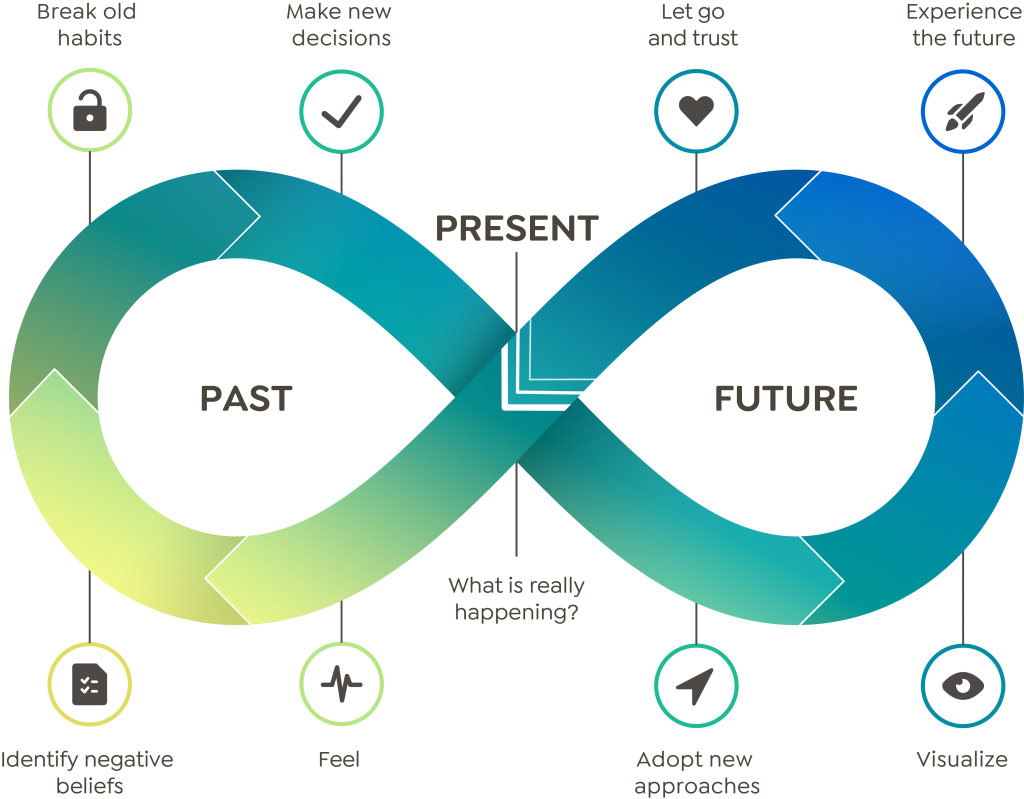 Break old
habits
Make new
decisions
Let go
and trust
Experience
the future
PRESENT
PAST
FUTURE
What is really
happening?
Identify negative
beliefs
Feel
Adopt new
approaches
Visualize